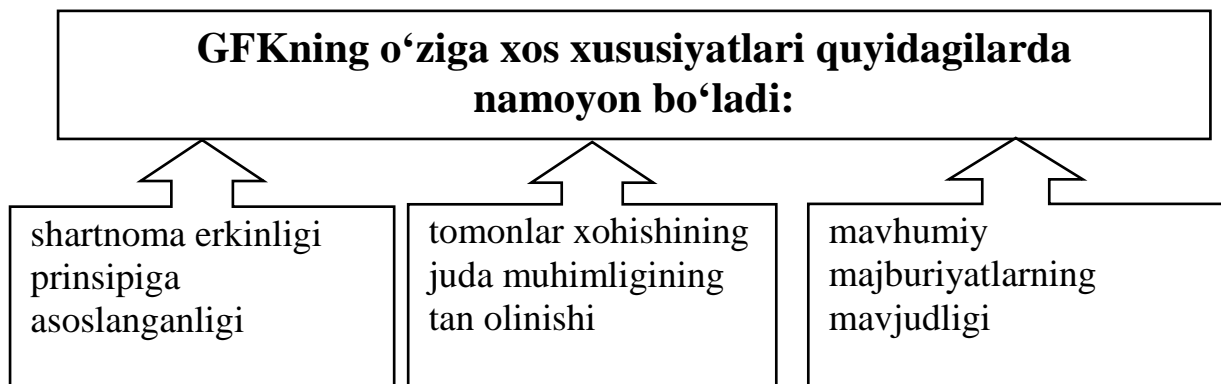 GFKning o‘ziga xos xususiyatlari quyidagilarda
namoyon bo‘ladi:
shartnoma erkinligi
prinsipiga
asoslanganligi
tomonlar xohishining
juda muhimligining
tan olinishi
mavhumiy
majburiyatlarning
mavjudligi